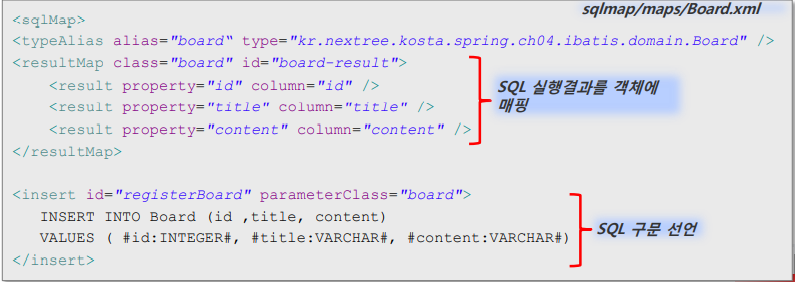 sqlmap/maps/Board.xml
<sqlMap>
<typeAlias alias="board" type="kr.nextree.kosta.spring.ch04.ibatis.domain.Board" />
<resultMap class="board" id="board-result">
<result property="id" column="id" />
<result property="title" column="title" />
<result property="content" column="content" />
</resultMap>
SQL 실행결과를 객체에
매핑
<insert id="registerBoard" parameterClass="board">
INSERT INTO Board (id ,title, content)
VALUES ( #id:INTEGER#, #title:VARCHAR#, #content:VARCHAR#)
</insert>
SQL 구문 선언